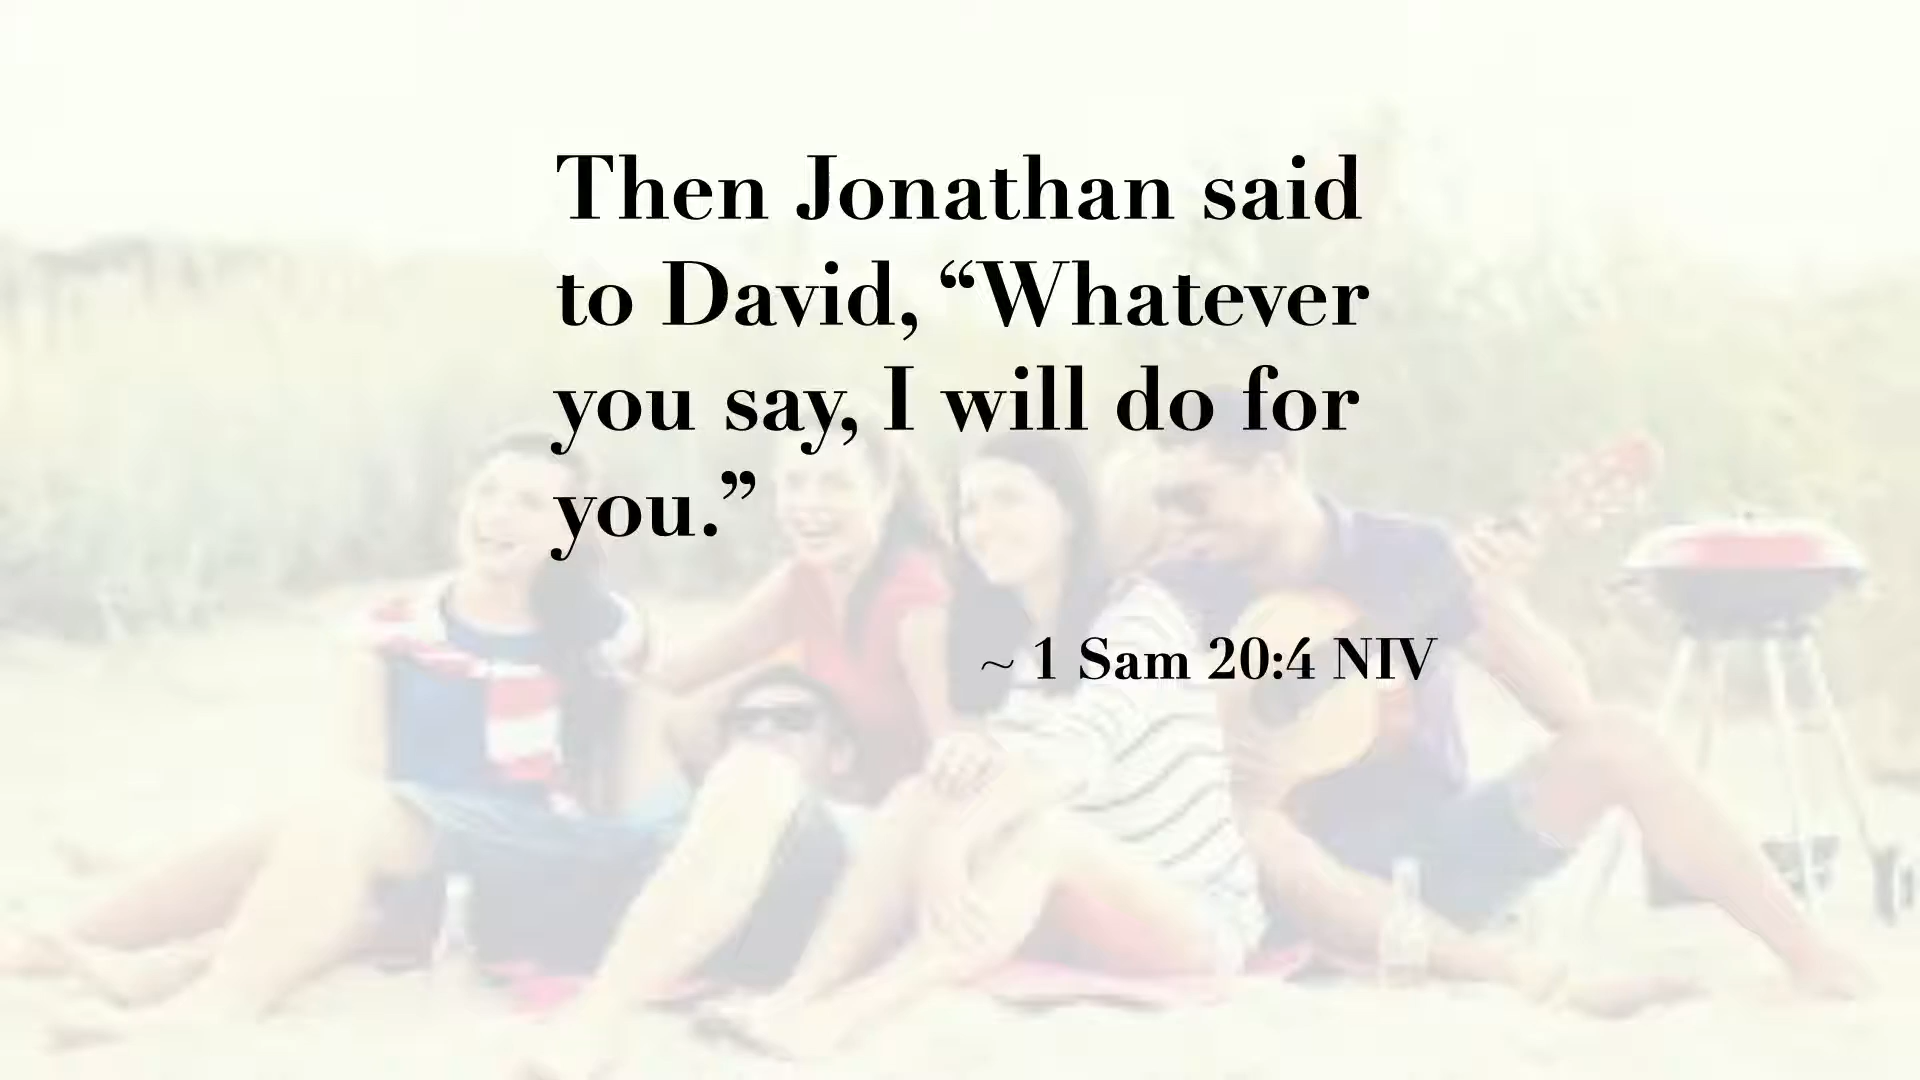 Then Jonathan said
to David, “Whatever
you say, I will do for
you.”
~ 1 Sam 20:4 NIV